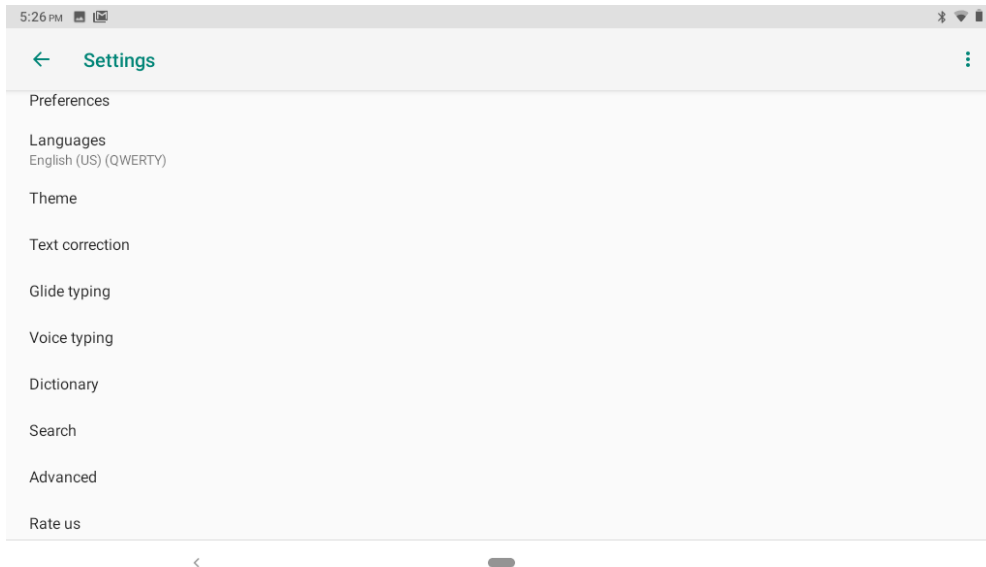 5:26 PM
Settings
Preferences
Languages
English (US) (QWERTY)
Theme
Text correction
Glide typing
Voice typing
Dictionary
Search
Advanced
Rate us